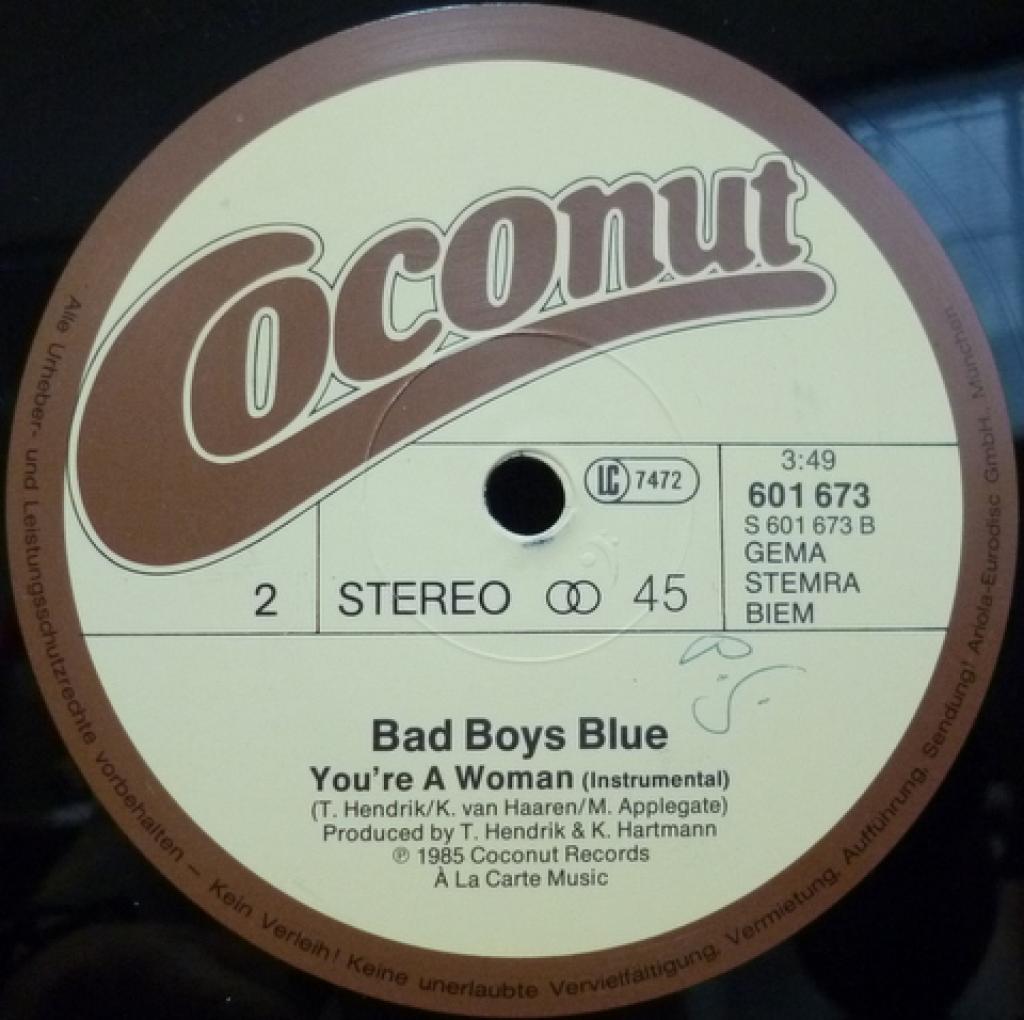 Coconut
LC 7472
3:49
601 673
S 601 673 B
GEMA
STEMRA
BIEM
2
STEREO
45
Bad Boys Blue
You're A Woman (Instrumental)
(T. Hendrik/K. van Haaren/M. Applegate)
Produced by T. Hendrik & K. Hartmann
℗ 1985 Coconut Records
À La Carte Music
Alle Urheber- und Leistungsschutzrechte vorbehalten – Kein Verleih! Keine unerlaubte Vervielfältigung, Vermietung, Aufführung, Sendung! Ariola-Eurodisc GmbH., München.